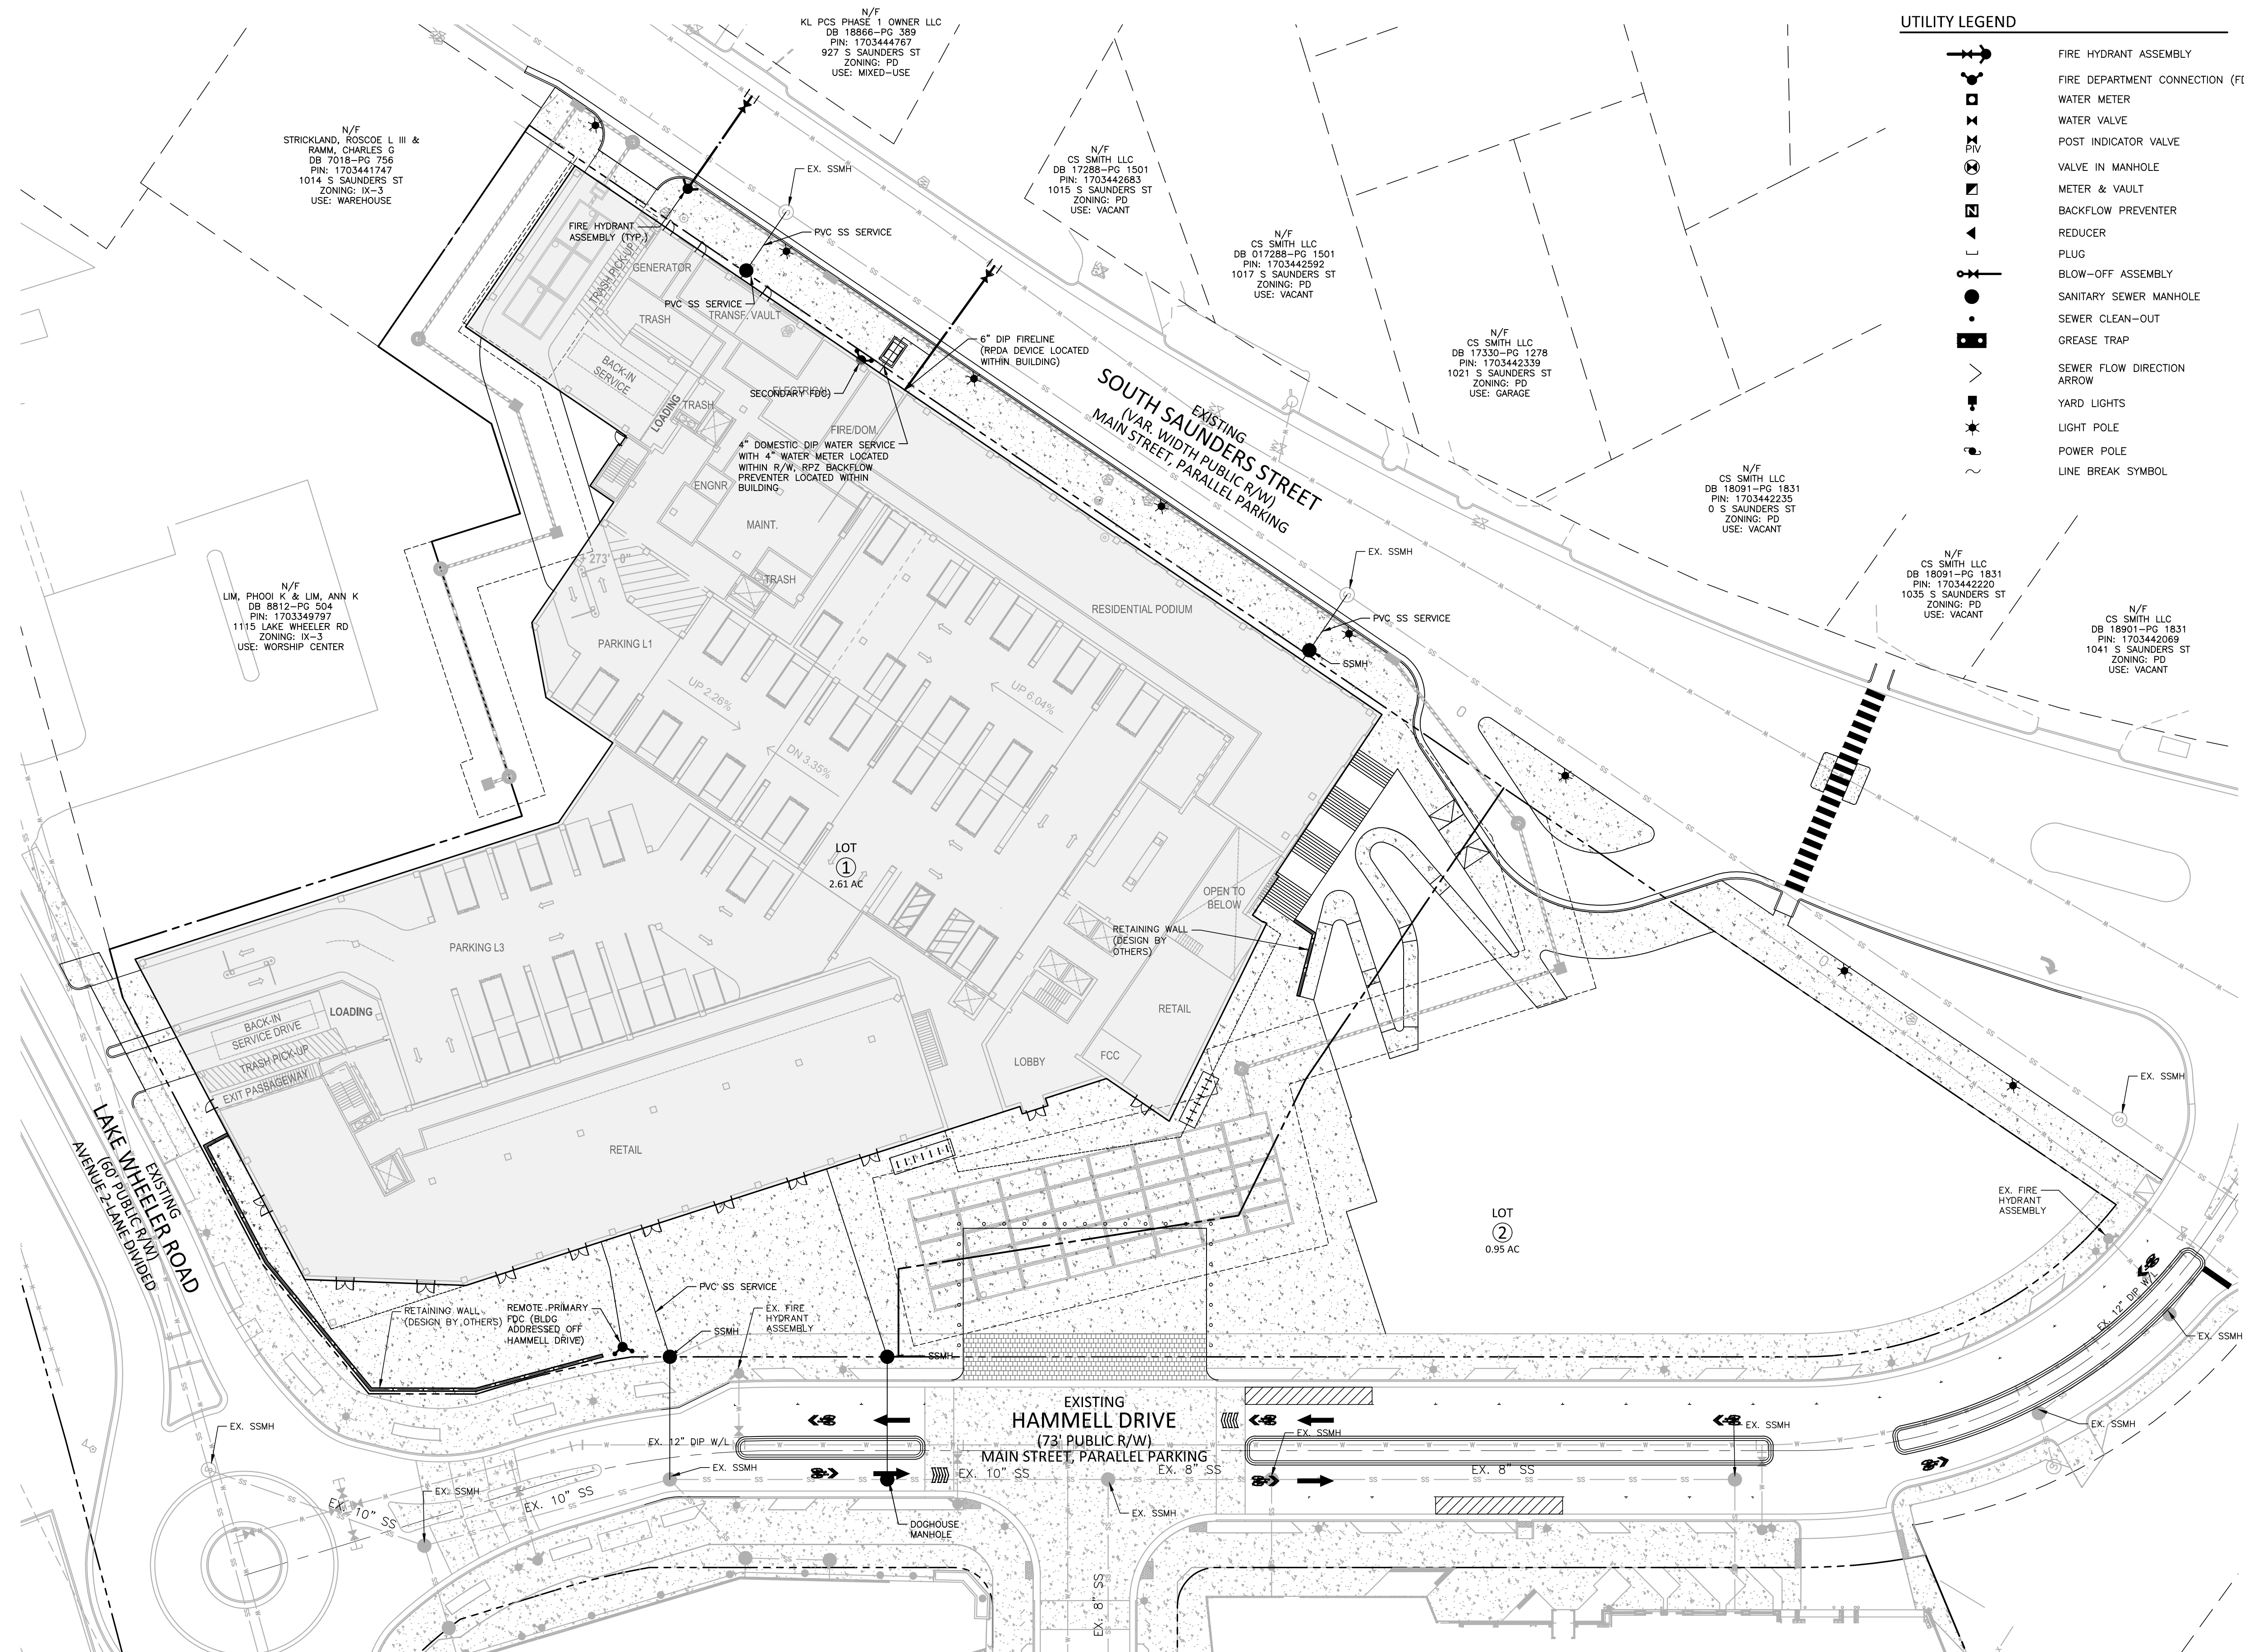 UTILITY LEGEND
FIRE HYDRANT ASSEMBLY
FIRE DEPARTMENT CONNECTION (FD
WATER METER
WATER VALVE
PIV
POST INDICATOR VALVE
VALVE IN MANHOLE
METER & VAULT
N
BACKFLOW PREVENTER
REDUCER
PLUG
BLOW-OFF ASSEMBLY
SANITARY SEWER MANHOLE
SEWER CLEAN-OUT
GREASE TRAP
SEWER FLOW DIRECTION
ARROW
YARD LIGHTS
LIGHT POLE
POWER POLE
LINE BREAK SYMBOL
N/F
KL PCS PHASE 1 OWNER LLC
DB 18866-PG 389
PIN: 1703444767
927 S SAUNDERS ST
ZONING: PD
USE: MIXED-USE
N/F
STRICKLAND, ROSCOE L III &
RAMM, CHARLES G
DB 7018-PG 756
PIN: 1703441747
1014 S SAUNDERS ST
ZONING: IX-3
USE: WAREHOUSE
N/F
CS SMITH LLC
DB 17288-PG 1501
PIN: 1703442683
1015 S SAUNDERS ST
ZONING: PD
USE: VACANT
N/F
CS SMITH LLC
DB 017288-PG 1501
PIN: 1703442592
1017 S SAUNDERS ST
ZONING: PD
USE: VACANT
N/F
CS SMITH LLC
DB 17330-PG 1278
PIN: 1703442339
1021 S SAUNDERS ST
ZONING: PD
USE: GARAGE
N/F
CS SMITH LLC
DB 18091-PG 1831
PIN: 1703442235
0 S SAUNDERS ST
ZONING: PD
USE: VACANT
N/F
CS SMITH LLC
DB 18091-PG 1831
PIN: 1703442220
1035 S SAUNDERS ST
ZONING: PD
USE: VACANT
N/F
CS SMITH LLC
DB 18901-PG 1831
PIN: 1703442069
1041 S SAUNDERS ST
ZONING: PD
USE: VACANT
N/F
LIM, PHOOI K & LIM, ANN K
DB 8812-PG 504
PIN: 1703349797
1115 LAKE WHEELER RD
ZONING: IX-3
USE: WORSHIP CENTER
EX. SSMH
PVC SS SERVICE
FIRE HYDRANT
ASSEMBLY (TYP.)
GENERATOR
TRASH PICK-UP
PVC SS SERVICE
TRASH
TRANSF. VAULT
BACK-IN
SERVICE
6" DIP FIRELINE
(RPDA DEVICE LOCATED
WITHIN BUILDING)
ELECTRICAL
SECONDARY FDC)
LOADING
TRASH
FIRE/DOM.
4" DOMESTIC DIP WATER SERVICE
WITH 4" WATER METER LOCATED
WITHIN R/W, RPZ BACKFLOW
PREVENTER LOCATED WITHIN
BUILDING
ENGNR
MAINT.
TRASH
273' - 0"
EXISTING
SOUTH SAUNDERS STREET
(VAR. WIDTH PUBLIC R/W)
MAIN STREET, PARALLEL PARKING
EX. SSMH
PVC SS SERVICE
SSMH
RESIDENTIAL PODIUM
PARKING L1
UP 2.26%
UP 6.04%
DN 3.35%
LOT
1
2.61 AC
OPEN TO
BELOW
RETAINING WALL
(DESIGN BY
OTHERS)
PARKING L3
LOADING
BACK-IN
SERVICE DRIVE
TRASH PICK-UP
EXIT PASSAGEWAY
RETAIL
LOBBY
FCC
RETAIL
EX. SSMH
EX. FIRE
HYDRANT
ASSEMBLY
LOT
2
0.95 AC
EXISTING
LAKE WHEELER ROAD
(60' PUBLIC R/W)
AVENUE 2-LANE DIVIDED
RETAINING WALL
(DESIGN BY OTHERS)
REMOTE PRIMARY
FDC (BLDG
ADDRESSED OFF
HAMMELL DRIVE)
PVC SS SERVICE
SSMH
EX. FIRE
HYDRANT
ASSEMBLY
SSMH
EX. 12" DIP W/L
EX. SSMH
EX. SSMH
EX. 12" DIP W/L
EXISTING
HAMMELL DRIVE
(73' PUBLIC R/W)
MAIN STREET, PARALLEL PARKING
EX. SSMH
EX. SSMH
EX. SSMH
EX. SSMH
EX. 10" SS
EX. 8" SS
EX. 8" SS
EX. SSMH
EX. 10" SS
EX. 10" SS
EX. SSMH
DOGHOUSE
MANHOLE
EX. 8" SS